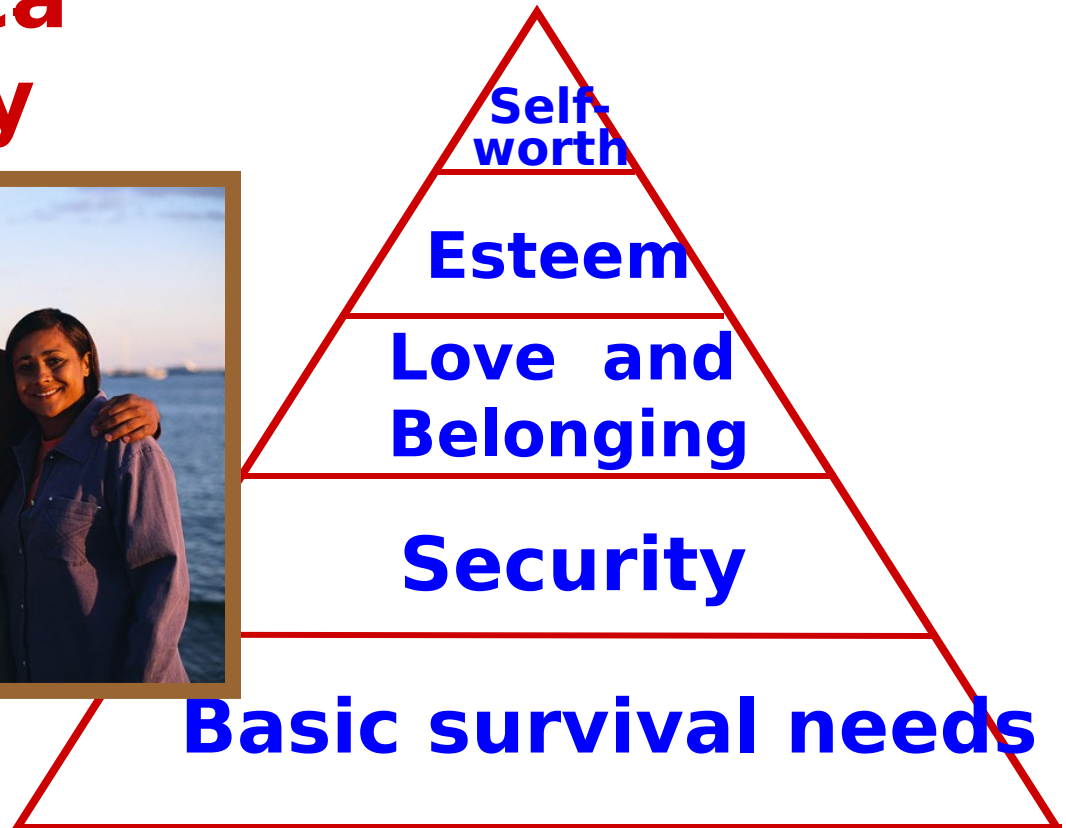 Self-
worth
Esteem
Love and
Belonging
Security
Basic survival needs